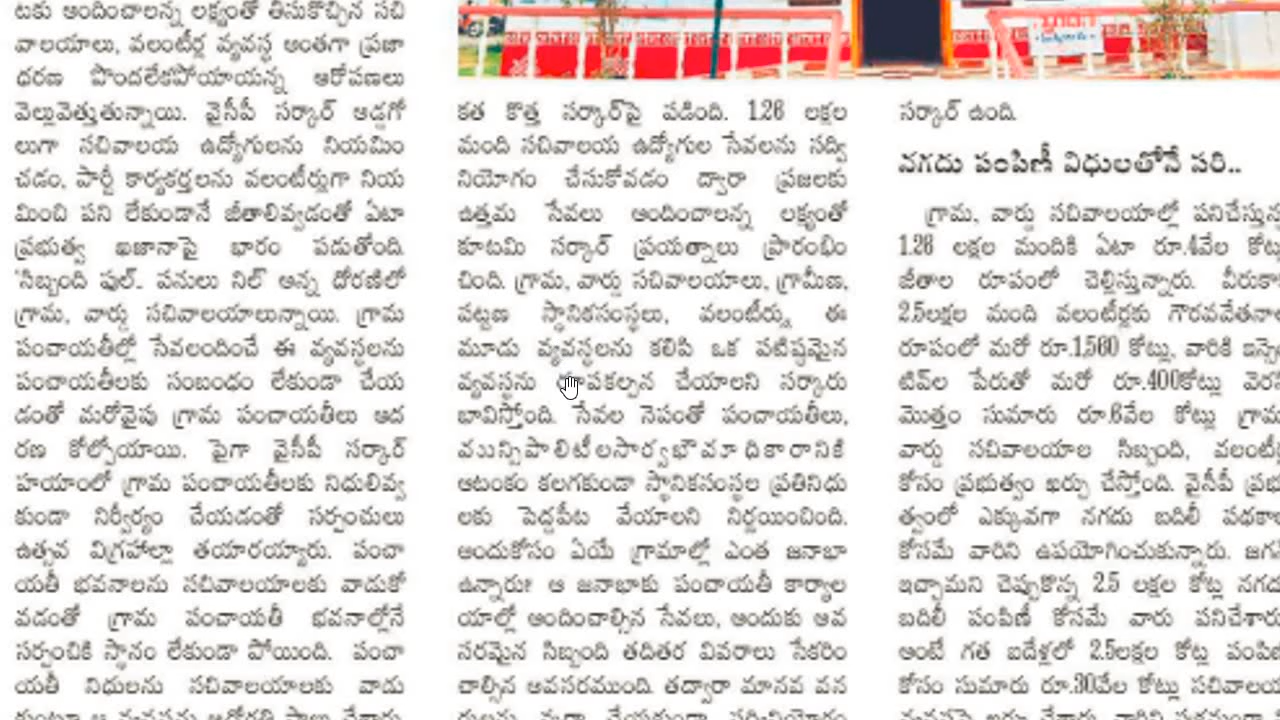 టకు అందించాలన్న లక్ష్యంతో తీసుకొచ్చిన సచి
వాలయాలు, వలంటీర్ల వ్యవస్థ అంతగా ప్రజా
ధరణ పొందలేకపోయాయన్న ఆరోపణలు
వెల్లువెత్తుతున్నాయి. వైసీపీ సర్కార్ అడ్డగో
లుగా సచివాలయ ఉద్యోగులను నియమిం
చడం, పార్టీ కార్యకర్తలను వలంటీర్లుగా నియ
మించి పని లేకుండానే జీతాలివ్వడంతో ఏటా
ప్రభుత్వ ఖజానాపై భారం పడుతోంది.
'సిబ్బంది ఫుల్.. పనులు నిల్' అన్న ధోరణిలో
గ్రామ, వార్డు సచివాలయాలున్నాయి. గ్రామ
పంచాయతీల్లో సేవలందించే ఈ వ్యవస్థలను
పంచాయతీలకు సంబంధం లేకుండా చేయ
డంతో మరోవైపు గ్రామ పంచాయతీలు ఆద
రణ కోల్పోయాయి. పైగా వైసీపీ సర్కార్
హయాంలో గ్రామ పంచాయతీలకు నిధులివ్వ
కుండా నిర్వీర్యం చేయడంతో సర్పంచులు
ఉత్సవ విగ్రహాల్లా తయారయ్యారు. పంచా
యతీ భవనాలను సచివాలయాలకు వాడుకో
వడంతో గ్రామ పంచాయతీ భవనాల్లోనే
సర్పంచికి స్థానం లేకుండా పోయింది. పంచా
యతీ నిధులను సచివాలయాలకు వాడు
కత కొత్త సర్కార్‌పై పడింది. 1.26 లక్షల
మంది సచివాలయ ఉద్యోగుల సేవలను సద్వి
నియోగం చేసుకోవడం ద్వారా ప్రజలకు
ఉత్తమ సేవలు అందించాలన్న లక్ష్యంతో
కూటమి సర్కార్ ప్రయత్నాలు ప్రారంభిం
చింది. గ్రామ, వార్డు సచివాలయాలు, గ్రామీణ,
పట్టణ స్థానికసంస్థలు, వలంటీర్లు ఈ
మూడు వ్యవస్థలను కలిపి ఒక పటిష్ఠమైన
వ్యవస్థను రూపకల్పన చేయాలని సర్కారు
భావిస్తోంది. సేవల నెపంతో పంచాయతీలు,
మున్సిపాలిటీల సార్వభౌమాధికారానికి
ఆటంకం కలగకుండా స్థానికసంస్థల ప్రతినిధు
లకు పెద్దపీట వేయాలని నిర్ణయించింది.
అందుకోసం ఏయే గ్రామాల్లో ఎంత జనాభా
ఉన్నారు? ఆ జనాభాకు పంచాయతీ కార్యాల
యాల్లో అందించాల్సిన సేవలు, అందుకు అవ
సరమైన సిబ్బంది తదితర వివరాలు సేకరిం
చాల్సిన అవసరముంది. తద్వారా మానవ వన
సర్కార్ ఉంది.
నగదు పంపిణీ విధులతోనే సరి..
గ్రామ, వార్డు సచివాలయాల్లో పనిచేస్తున్న
1.26 లక్షల మందికి ఏటా రూ.4వేల కోట్ల
జీతాల రూపంలో చెల్లిస్తున్నారు. వీరుకా
2.5లక్షల మంది వలంటీర్లకు గౌరవవేతనాల
రూపంలో మరో రూ.1,560 కోట్లు, వారికి ఇన్సె
టివ్‌ల పేరుతో మరో రూ.400కోట్లు వెర
మొత్తం సుమారు రూ.6వేల కోట్లు గ్రామ
వార్డు సచివాలయాల సిబ్బంది, వలంటీర్ల
కోసం ప్రభుత్వం ఖర్చు చేస్తోంది. వైసీపీ ప్రభు
త్వంలో ఎక్కువగా నగదు బదిలీ పథకా
కోసమే వారిని ఉపయోగించుకున్నారు. జగ
ఇచ్చామని చెప్పుకొన్న 2.5 లక్షల కోట్ల నగదు
బదిలీ పంపిణీ కోసమే వారు పనిచేశారు
అంటే గత ఐదేళ్లలో 2.5లక్షల కోట్ల పంపిణీ
కోసం సుమారు రూ.30వేల కోట్లు సచివాలయ